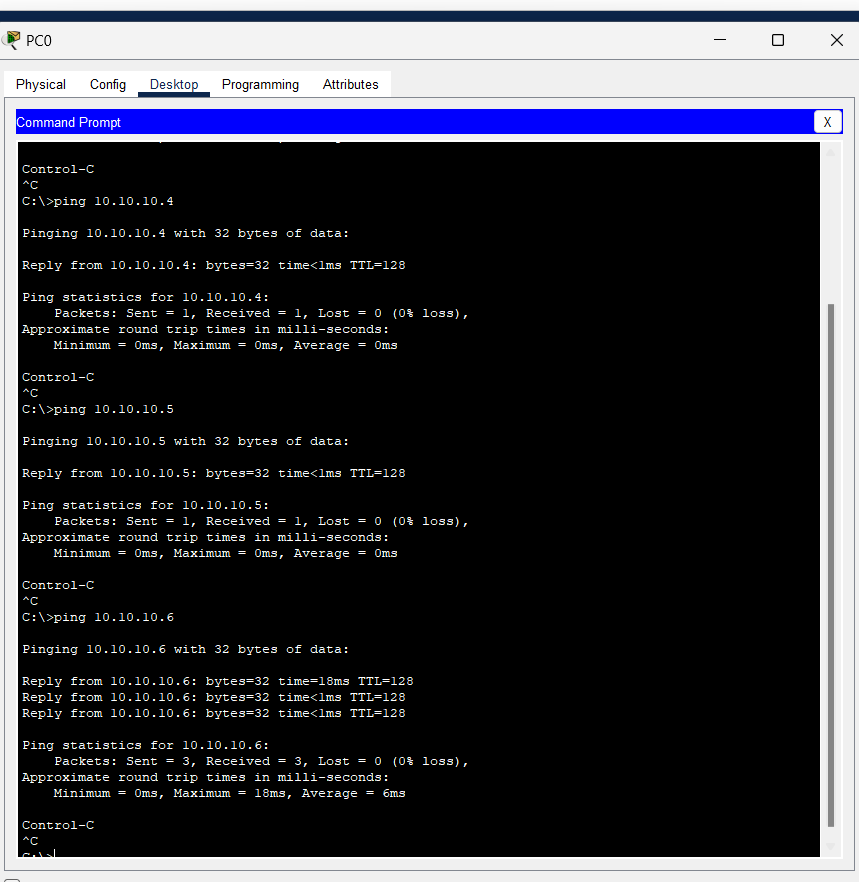 PC0
Physical Config Desktop Programming Attributes
Command Prompt
X
Control-C
^C
C:\>ping 10.10.10.4
Pinging 10.10.10.4 with 32 bytes of data:
Reply from 10.10.10.4: bytes=32 time<1ms TTL=128
Ping statistics for 10.10.10.4:
Packets: Sent = 1, Received = 1, Lost = 0 (0% loss),
Approximate round trip times in milli-seconds:
Minimum = 0ms, Maximum = 0ms, Average = 0ms
Control-C
^C
C:\>ping 10.10.10.5
Pinging 10.10.10.5 with 32 bytes of data:
Reply from 10.10.10.5: bytes=32 time<1ms TTL=128
Ping statistics for 10.10.10.5:
Packets: Sent = 1, Received = 1, Lost = 0 (0% loss),
Approximate round trip times in milli-seconds:
Minimum = 0ms, Maximum = 0ms, Average = 0ms
Control-C
^C
C:\>ping 10.10.10.6
Pinging 10.10.10.6 with 32 bytes of data:
Reply from 10.10.10.6: bytes=32 time=18ms TTL=128
Reply from 10.10.10.6: bytes=32 time<1ms TTL=128
Reply from 10.10.10.6: bytes=32 time<1ms TTL=128
Ping statistics for 10.10.10.6:
Packets: Sent = 3, Received = 3, Lost = 0 (0% loss),
Approximate round trip times in milli-seconds:
Minimum = 0ms, Maximum = 18ms, Average = 6ms
Control-C
^C
C:\>